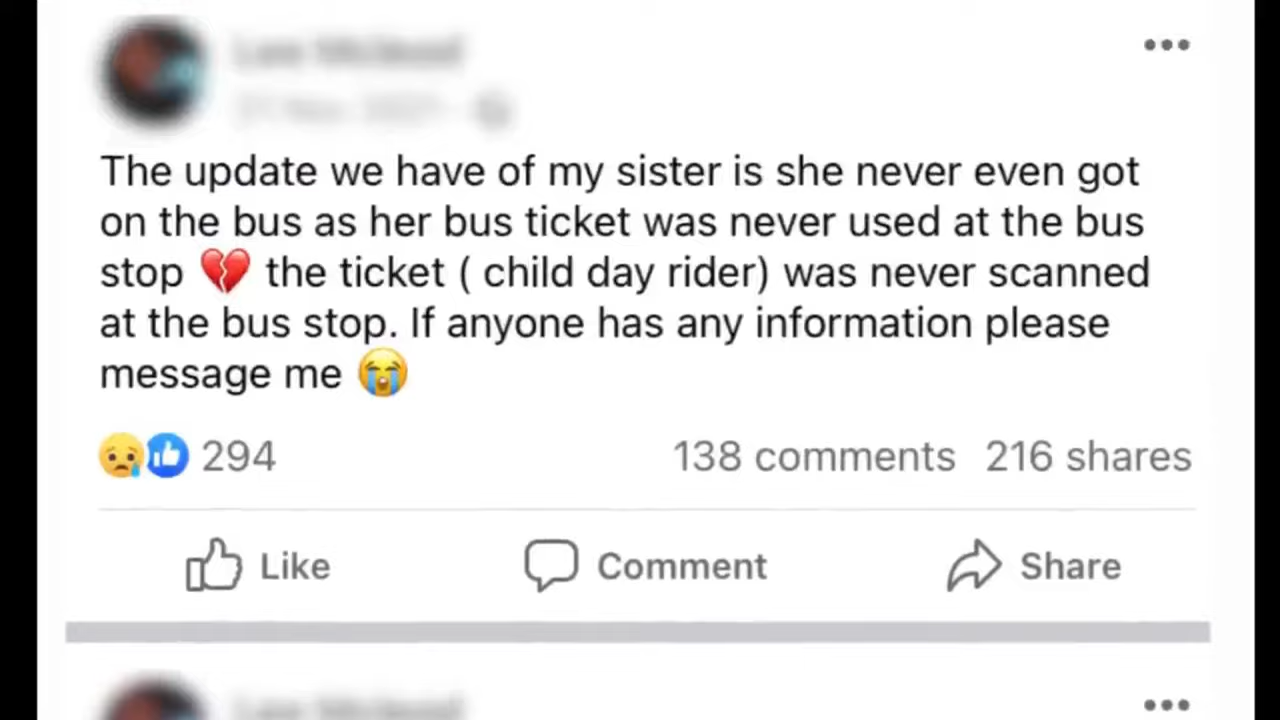 The update we have of my sister is she never even got
on the bus as her bus ticket was never used at the bus
stop 💔 the ticket ( child day rider) was never scanned
at the bus stop. If anyone has any information please
message me 😭
294 138 comments 216 shares
Like Comment Share